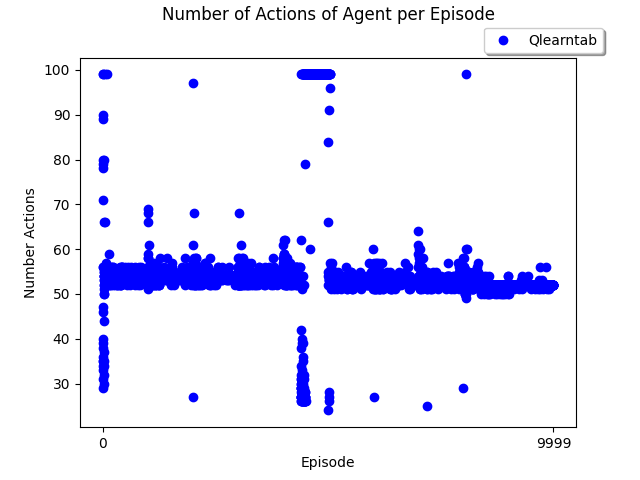 Number of Actions of Agent per Episode
Qlearntab
100
90
80
70
60
50
40
30
Number Actions
0
9999
Episode